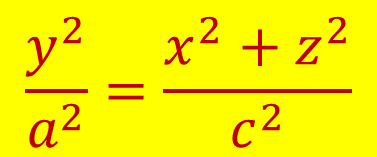 y²/a² = (x² + z²)/c²